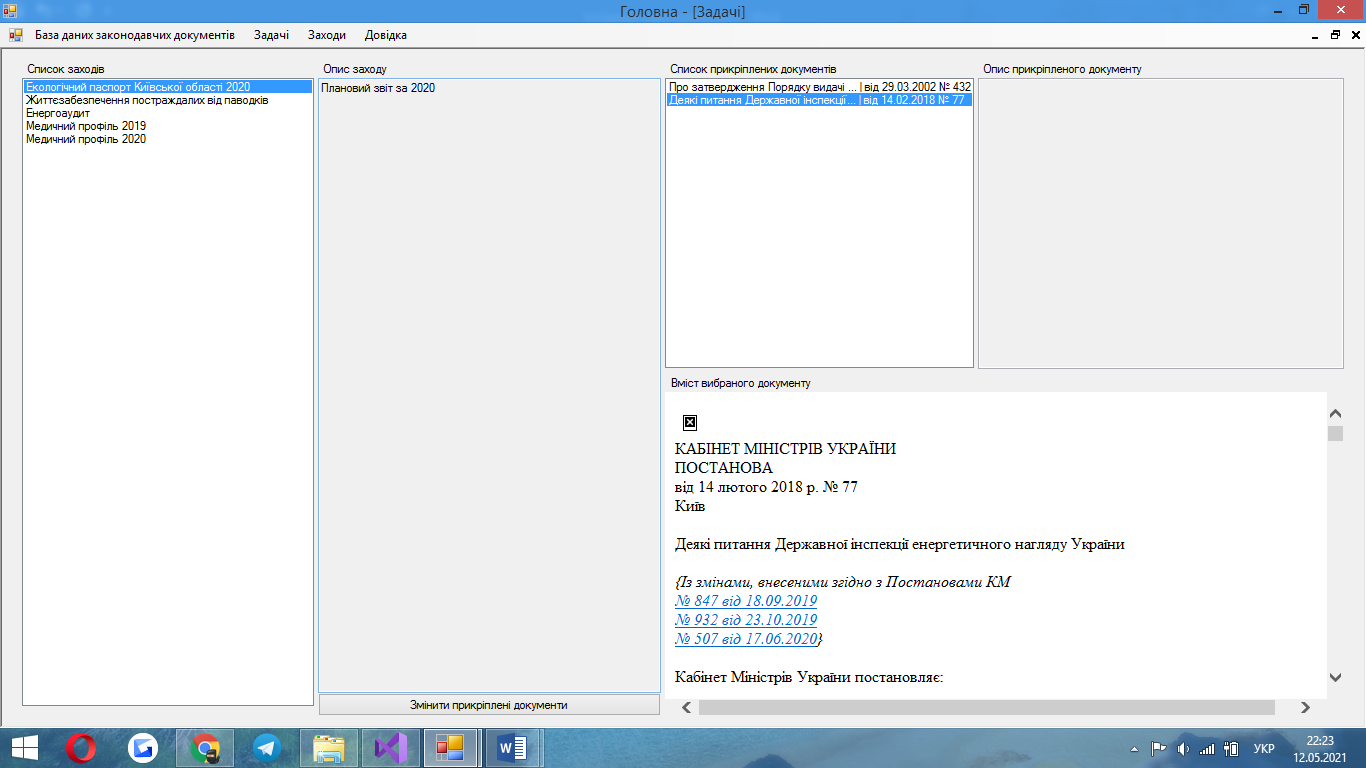 Головна - [Задачі]
База даних законодавчих документів Задачі Заходи Довідка
Список заходів
Екологічний паспорт Київської області 2020
Життєзабезпечення постраждалих від паводків
Енергоаудит
Медичний профіль 2019
Медичний профіль 2020
Опис заходу
Плановий звіт за 2020
Змінити прикріплені документи
Список прикріплених документів
Про затвердження Порядку видачі ... | від 29.03.2002 № 432
Деякі питання Державної інспекції... | від 14.02.2018 № 77
Опис прикріпленого документу
Вміст вибраного документу
КАБІНЕТ МІНІСТРІВ УКРАЇНИ
ПОСТАНОВА
від 14 лютого 2018 р. № 77
Київ
Деякі питання Державної інспекції енергетичного нагляду України
{Із змінами, внесеними згідно з Постановами КМ
№ 847 від 18.09.2019
№ 932 від 23.10.2019
№ 507 від 17.06.2020}
Кабінет Міністрів України постановляє:
УКР
22:23
12.05.2021